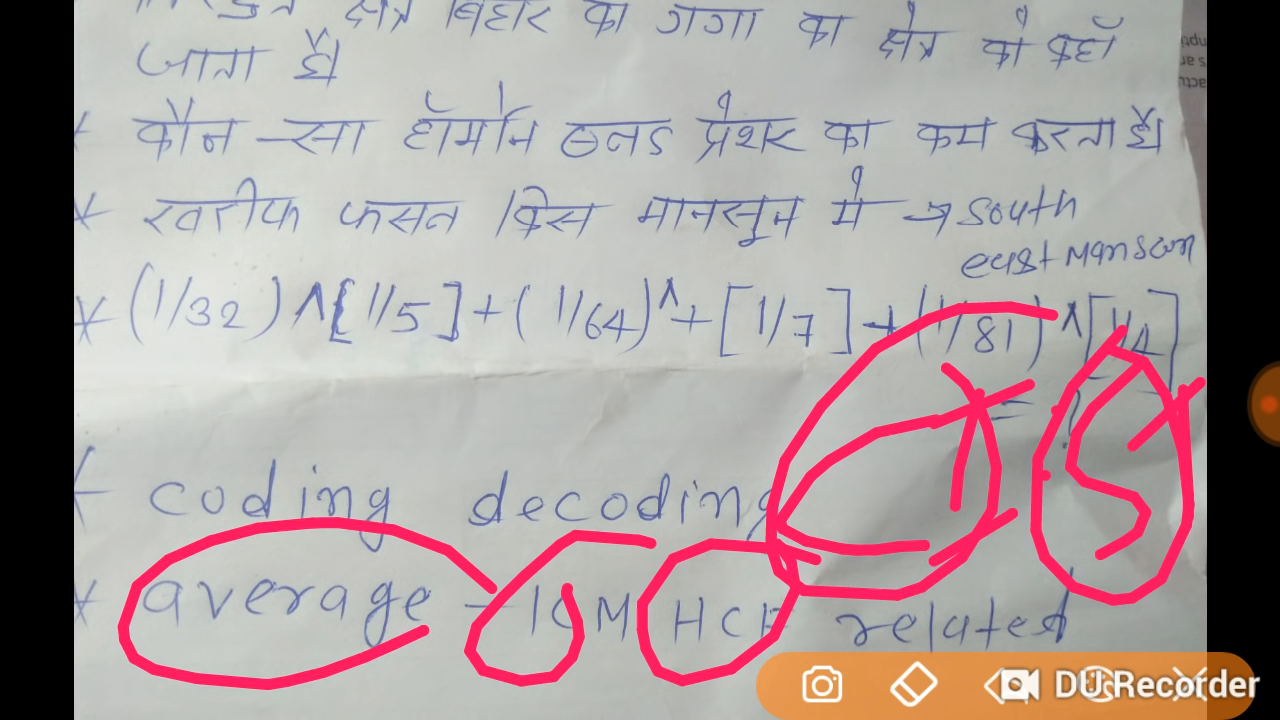 क्षेत्र बिहार का गंगा का क्षेत्र को कहाँ
जाता है।
* कौन -सा हॉर्मोन ब्लड प्रेशर का कम करता है।
* खरीफ फसल किस मानसून मे → south
east Mansoon
* (1/32)^[1/5]+(1/64)^+[1/7]+(1/81)^[1/4]
= ?
* coding decoding
* average - LCM HCF related
DU Recorder